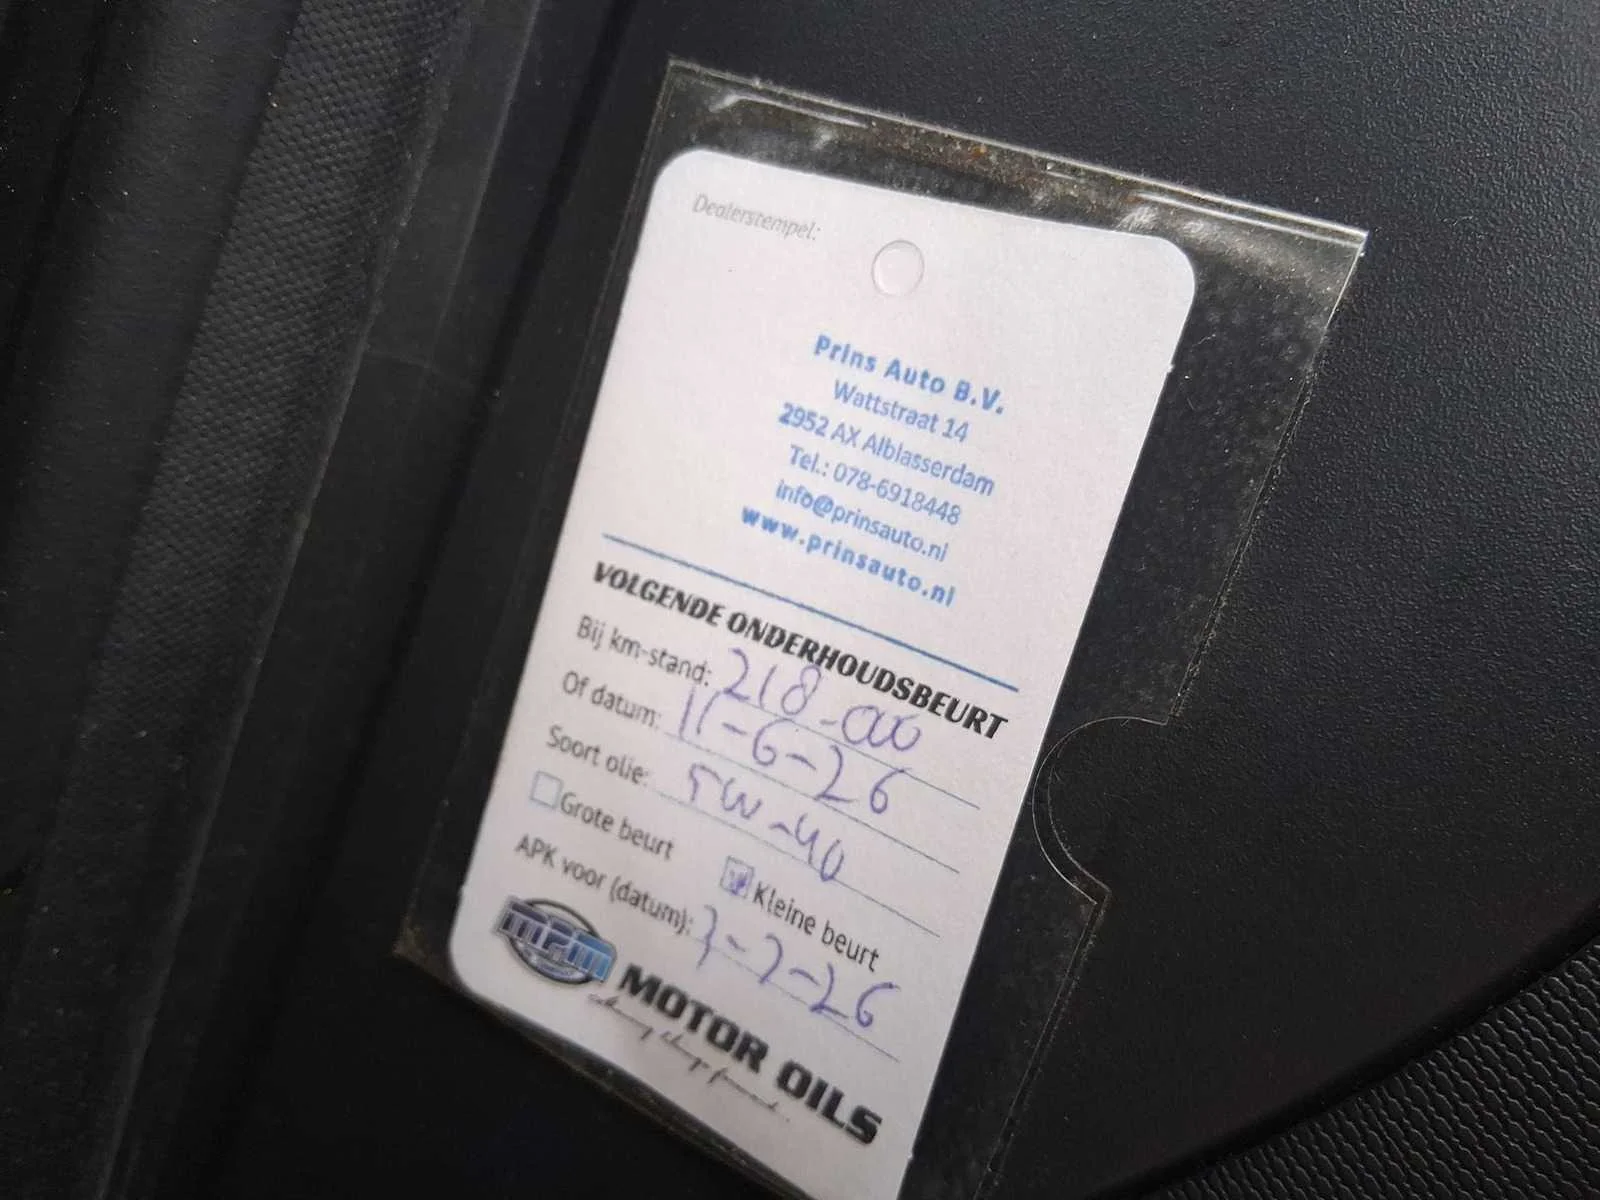 Dealerstempel:
Prins Auto B.V.
Wattstraat 14
2952 AX Alblasserdam
Tel.: 078-6918448
info@prinsauto.nl
www.prinsauto.nl
VOLGENDE ONDERHOUDSBEURT
Bij km-stand: 218-000
Of datum: 11-6-26
Soort olie: 5W-40
Grote beurt Kleine beurt
APK voor (datum): 7-2-26
MPM MOTOR OILS